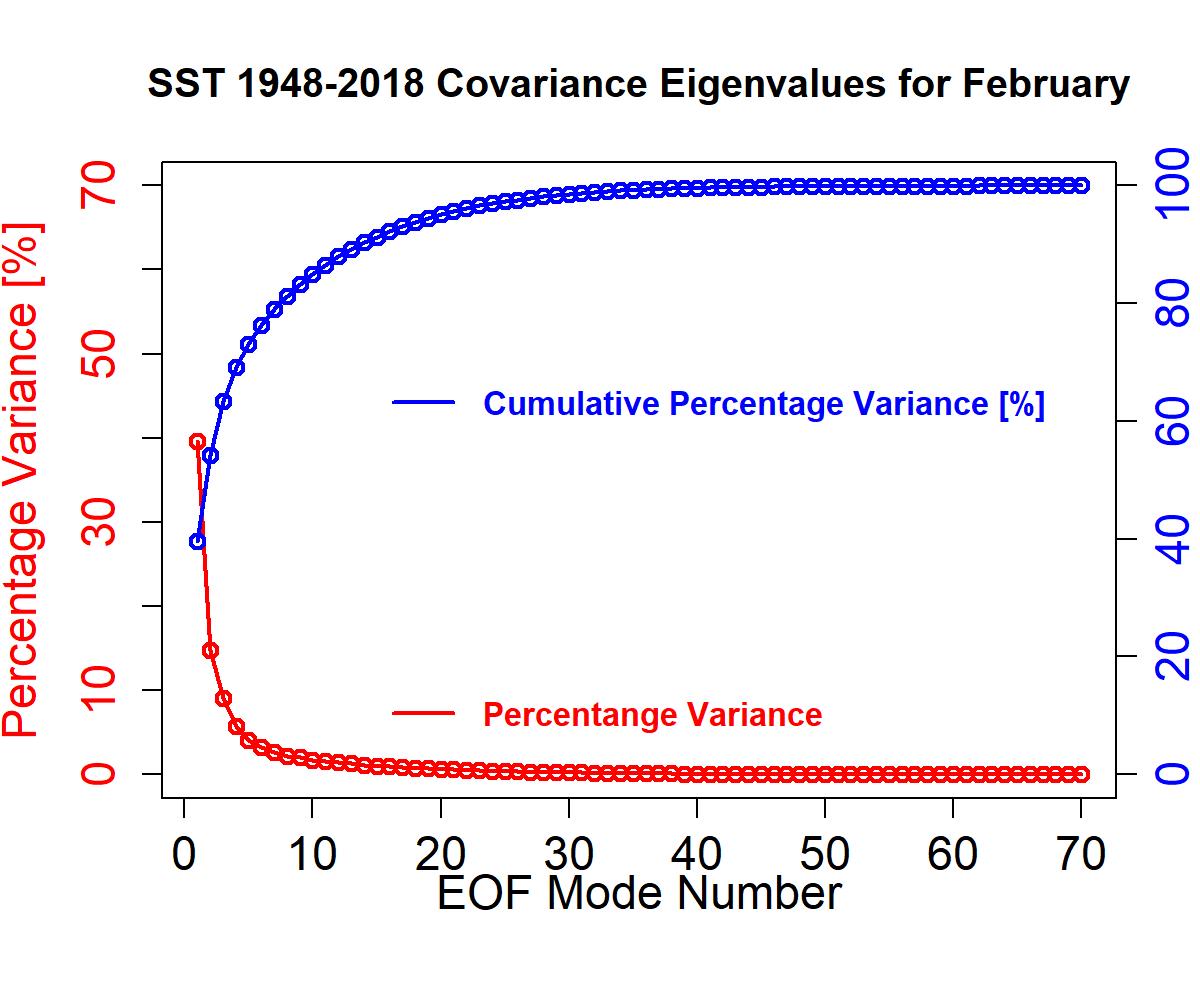 SST 1948-2018 Covariance Eigenvalues for February
Percentage Variance [%]
70
50
30
10
0
100
80
60
40
20
0
Cumulative Percentage Variance [%]
Percentange Variance
0 10 20 30 40 50 60 70
EOF Mode Number